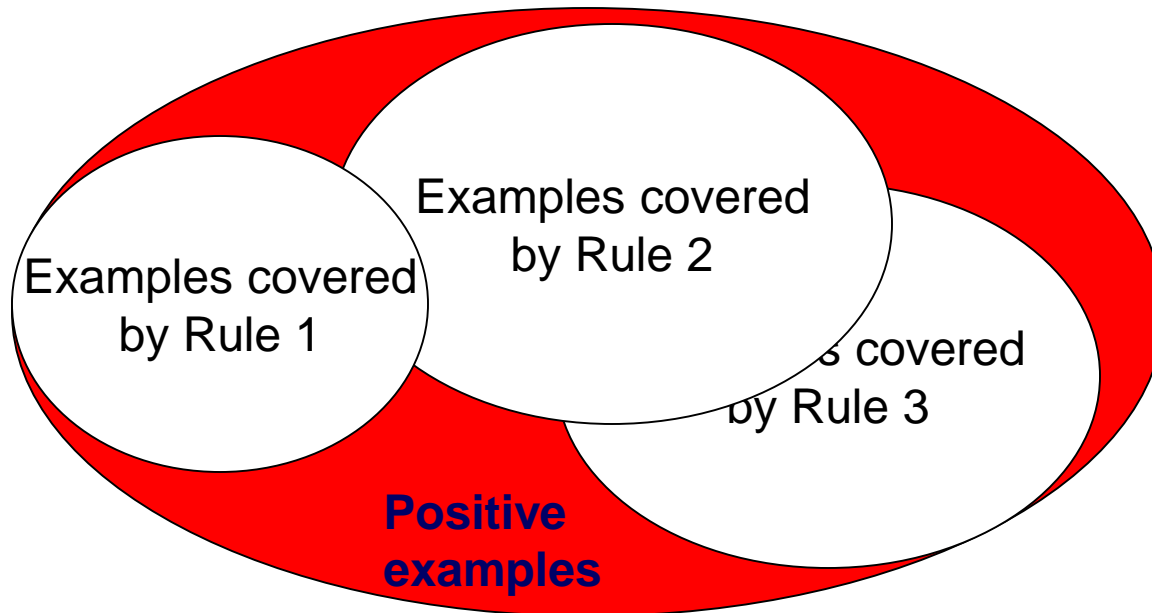 Examples covered
by Rule 2
Examples covered
by Rule 1
covered
by Rule 3
Positive
examples